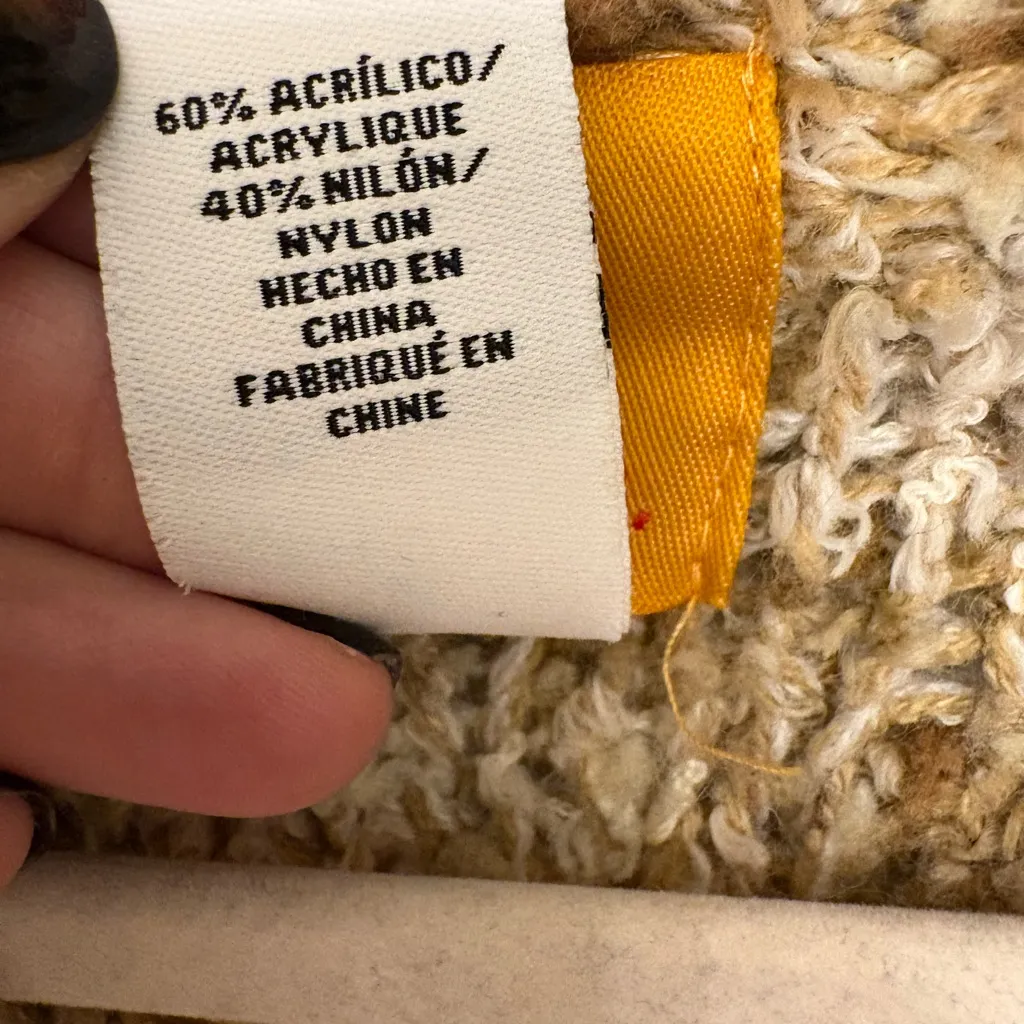 60% ACRÍLICO/
ACRYLIQUE
40% NILÓN/
NYLON
HECHO EN
CHINA
FABRIQUÉ EN
CHINE